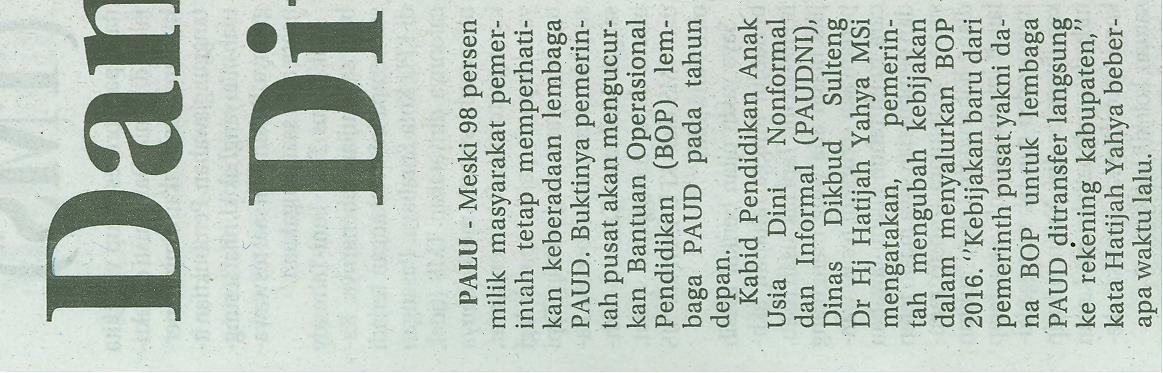 Dan
Di
PALU - Meski 98 persen
milik masyarakat pemer-
intah tetap memperhati-
kan keberadaan lembaga
PAUD. Buktinya pemerin-
tah pusat akan mengucur-
kan Bantuan Operasional
Pendidikan (BOP) lem-
baga PAUD pada tahun
depan.
Kabid Pendidikan Anak
Usia Dini Nonformal
dan Informal (PAUDNI),
Dinas Dikbud Sulteng
Dr Hj Hatijah Yahya MSi
mengatakan, pemerin-
tah mengubah kebijakan
dalam menyalurkan BOP
2016. "Kebijakan baru dari
pemerinth pusat yakni da-
na BOP untuk lembaga
PAUD ditransfer langsung
ke rekening kabupaten,"
kata Hatijah Yahya beber-
apa waktu lalu.